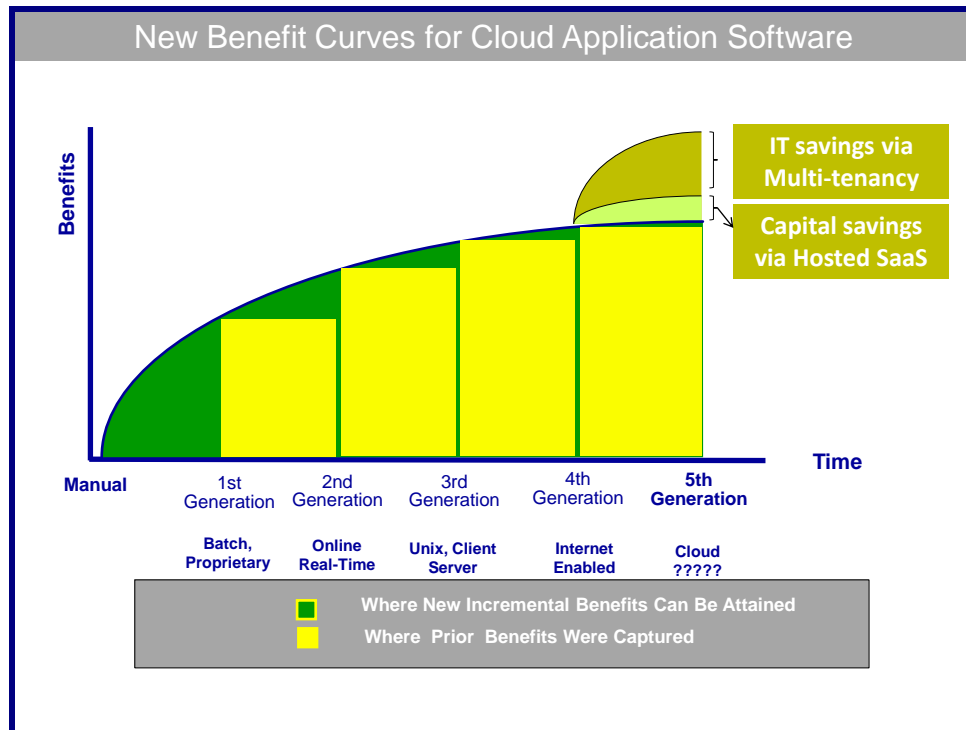 New Benefit Curves for Cloud Application Software
Benefits
IT savings via
Multi-tenancy
Capital savings
via Hosted SaaS
Time
Manual
1st
Generation
2nd
Generation
3rd
Generation
4th
Generation
5th
Generation
Batch,
Proprietary
Online
Real-Time
Unix, Client
Server
Internet
Enabled
Cloud
?????
Where New Incremental Benefits Can Be Attained
Where Prior Benefits Were Captured